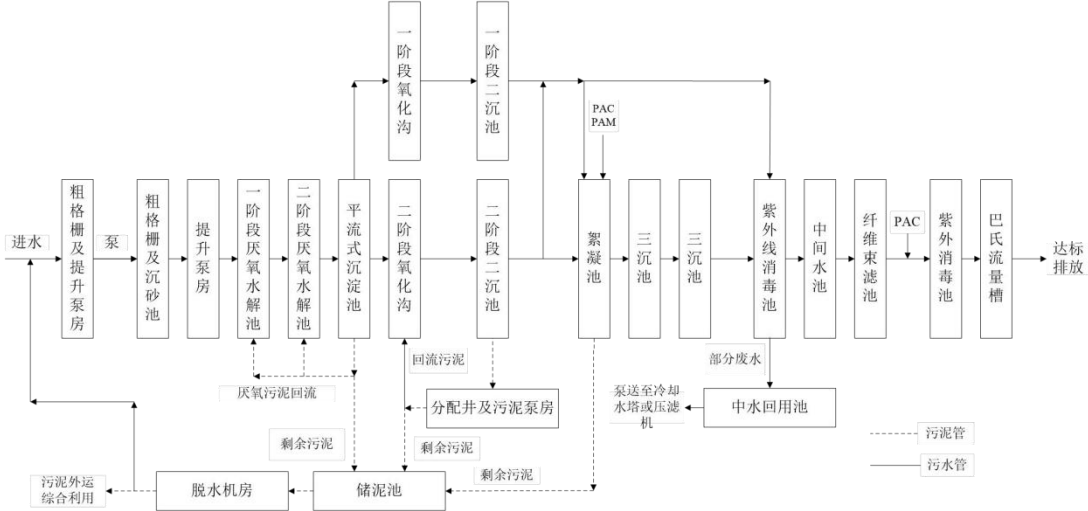 一阶段氧化沟
一阶段二沉池
PAC
PAM
进水
粗格栅及提升泵房
泵
粗格栅及沉砂池
提升泵房
一阶段厌氧水解池
二阶段厌氧水解池
平流式沉淀池
二阶段氧化沟
二阶段二沉池
絮凝池
三沉池
三沉池
紫外线消毒池
中间水池
纤维束滤池
PAC
紫外消毒池
巴氏流量槽
达标
排放
厌氧污泥回流
回流污泥
部分废水
分配井及污泥泵房
泵送至冷却
水塔或压滤
机
中水回用池
剩余污泥
剩余污泥
剩余污泥
污泥管
污水管
污泥外运
综合利用
脱水机房
储泥池